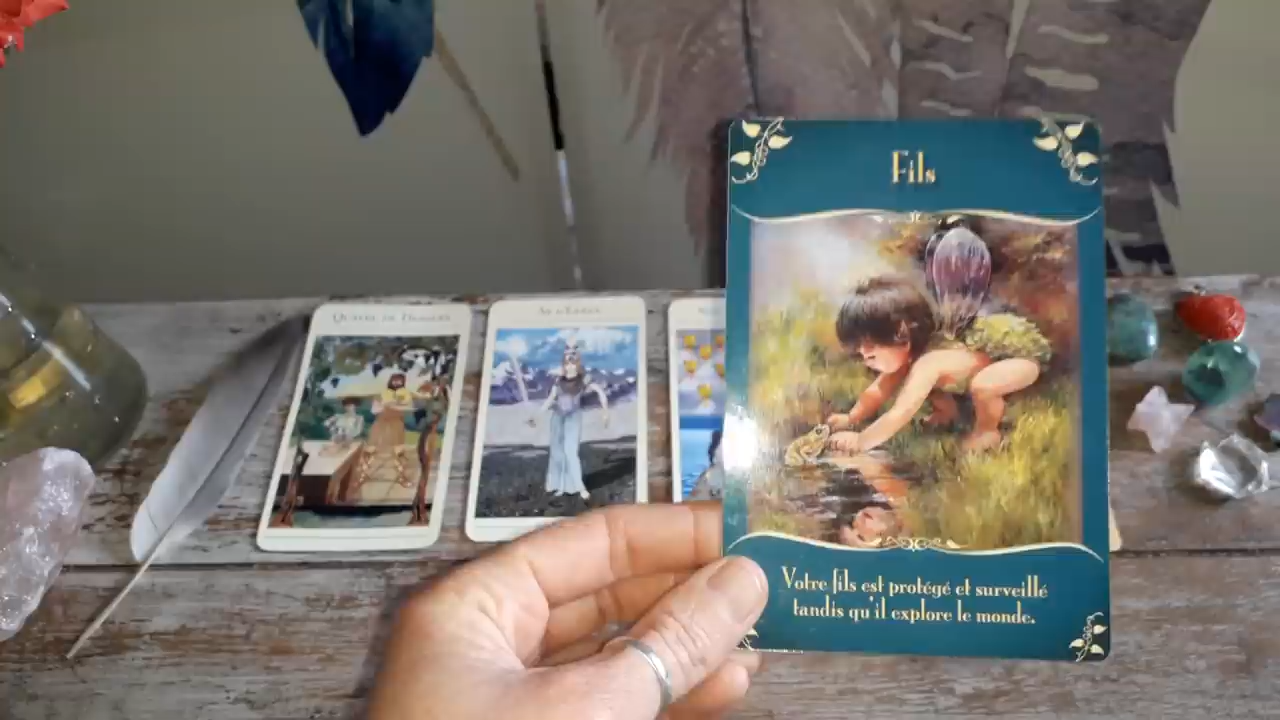 Fils
Votre fils est protégé et surveillé
tandis qu'il explore le monde.